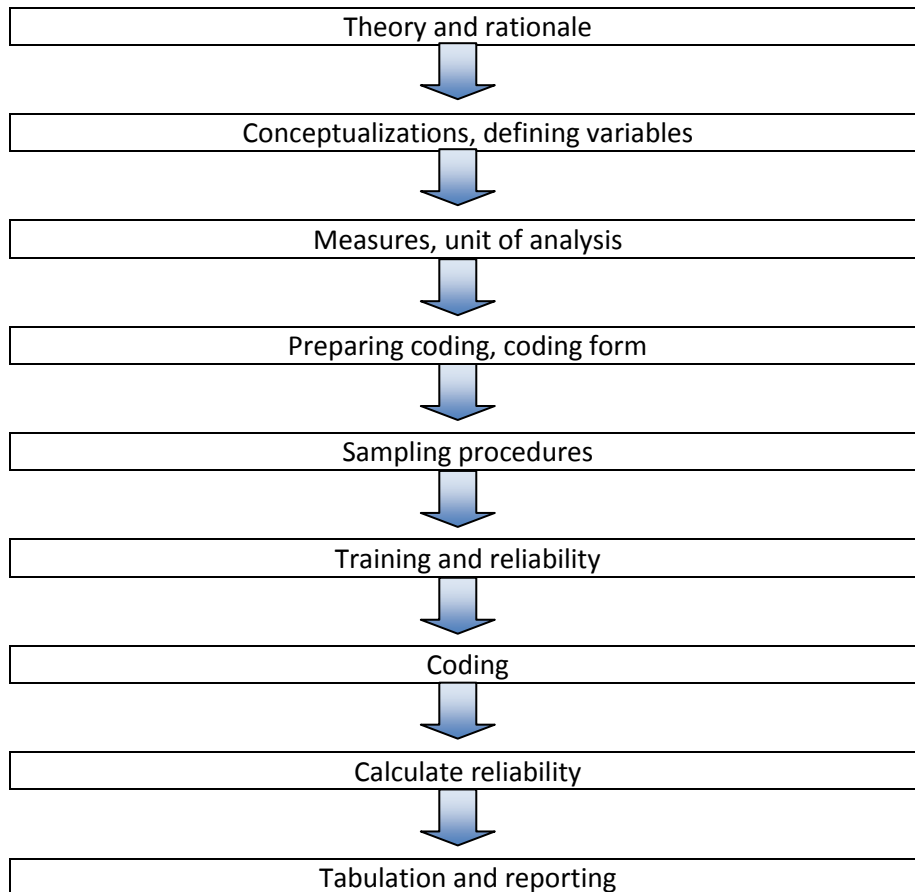 Theory and rationale
Conceptualizations, defining variables
Measures, unit of analysis
Preparing coding, coding form
Sampling procedures
Training and reliability
Coding
Calculate reliability
Tabulation and reporting